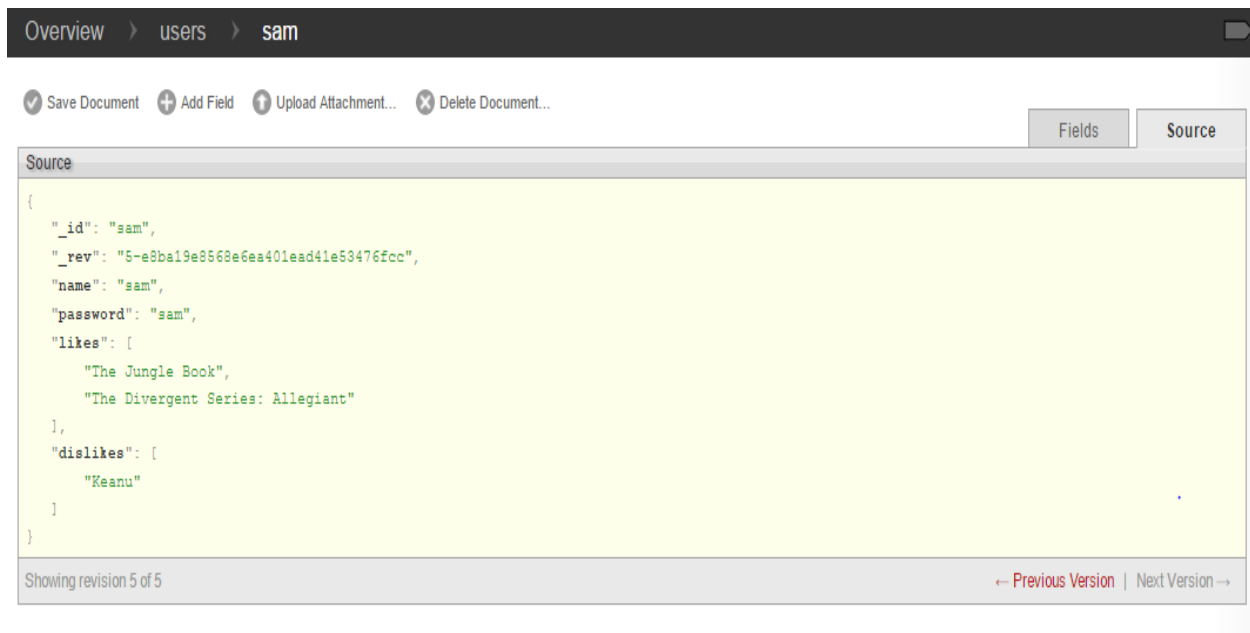 Overview > users > sam
Save Document Add Field Upload Attachment... Delete Document...
Fields Source
Source
{
"_id": "sam",
"_rev": "5-e8ba19e8568e6ea401ead41e53476fcc",
"name": "sam",
"password": "sam",
"likes": [
"The Jungle Book",
"The Divergent Series: Allegiant"
],
"dislikes": [
"Keanu"
]
}
Showing revision 5 of 5 ← Previous Version | Next Version →